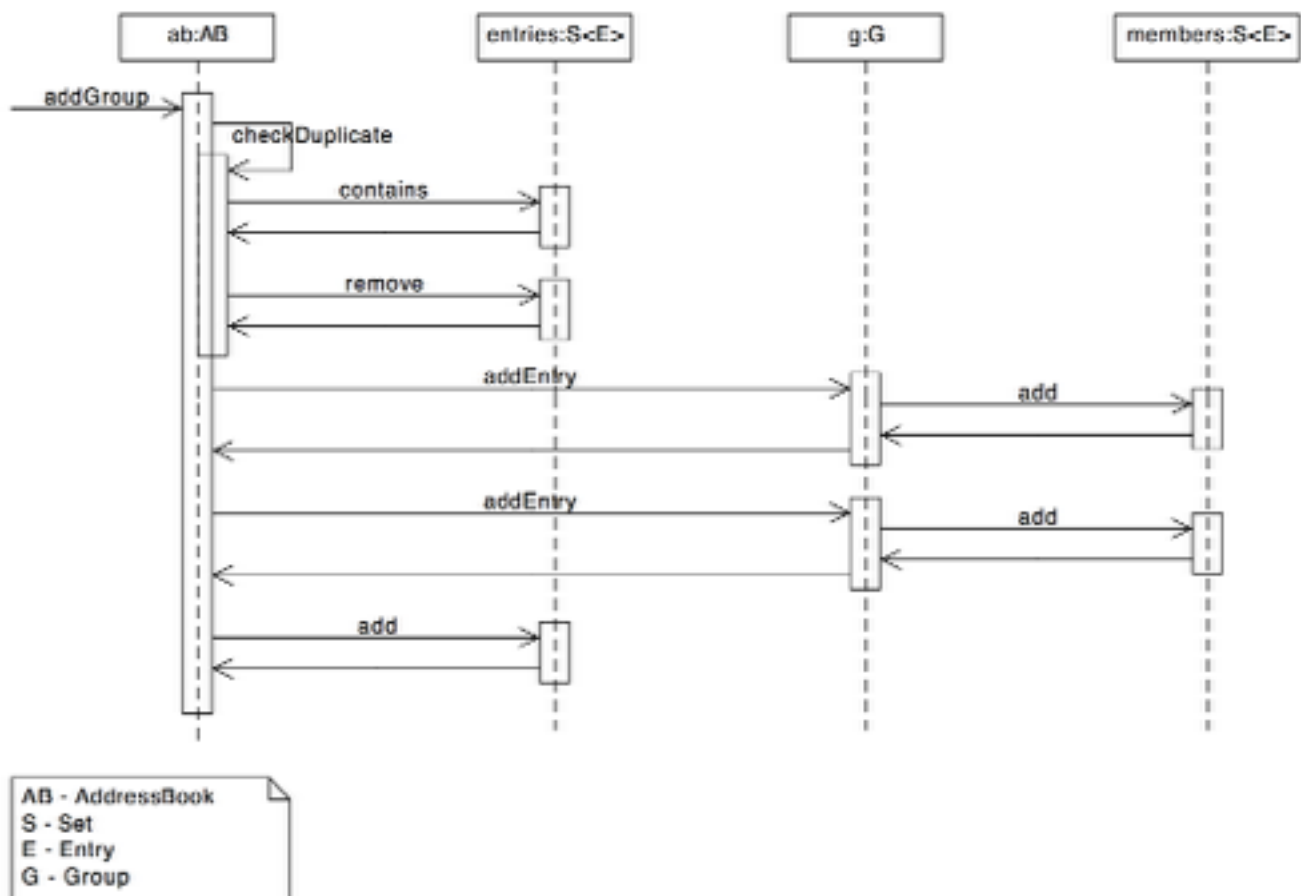 ab:AB
entries:S<E>
g:G
members:S<E>
addGroup
checkDuplicate
contains
remove
addEntry
add
addEntry
add
add
AB - AddressBook
S - Set
E - Entry
G - Group